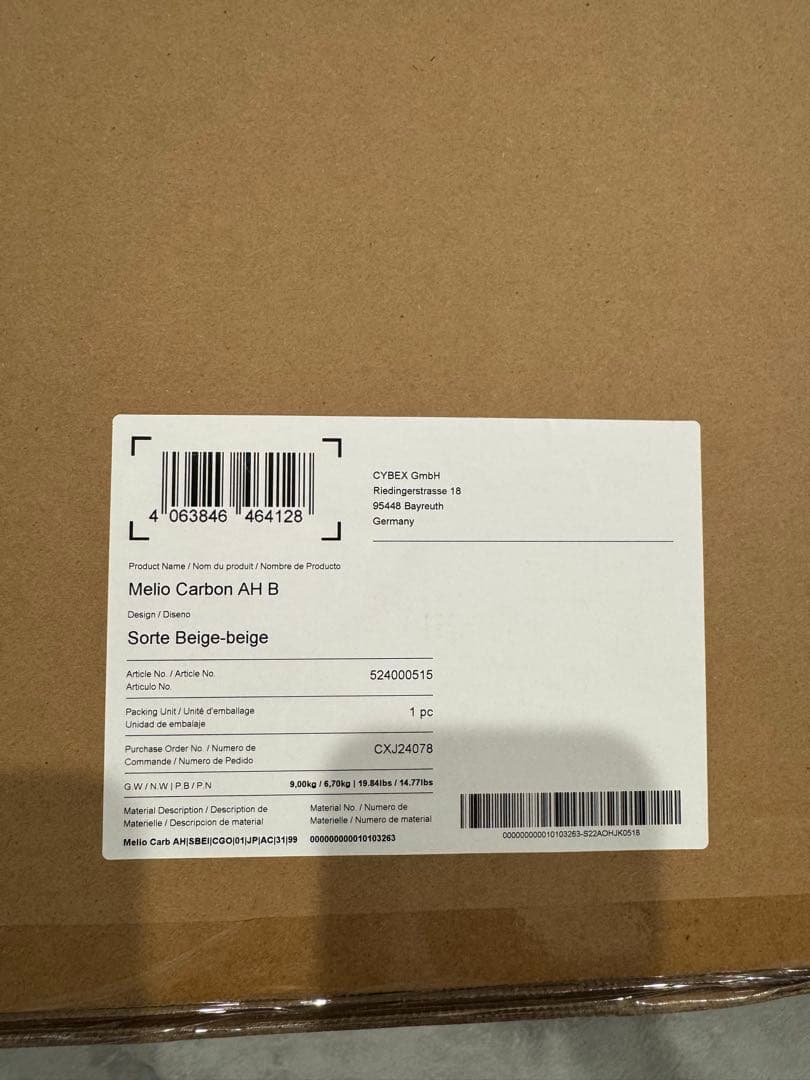 4 063846 464128
CYBEX GmbH
Riedingerstrasse 18
95448 Bayreuth
Germany
Product Name / Nom du produit / Nombre de Producto
Melio Carbon AH B
Design / Diseno
Sorte Beige-beige
Article No. / Article No. 524000515
Articulo No.
Packing Unit / Unité d'emballage 1 pc
Unidad de embalaje
Purchase Order No. / Numero de CXJ24078
Commande / Numero de Pedido
G.W / N.W | P.B / P.N 9,00kg / 6,70kg | 19.84lbs / 14.77lbs
Material Description / Description de
Materielle / Descripcion de material
Melio Carb AH|SBEI|CGO|01|JP|AC|31|99
Material No. / Numero de
Materielle / Numero de material
000000000010103263
000000000010103263-S22AOHJK0518